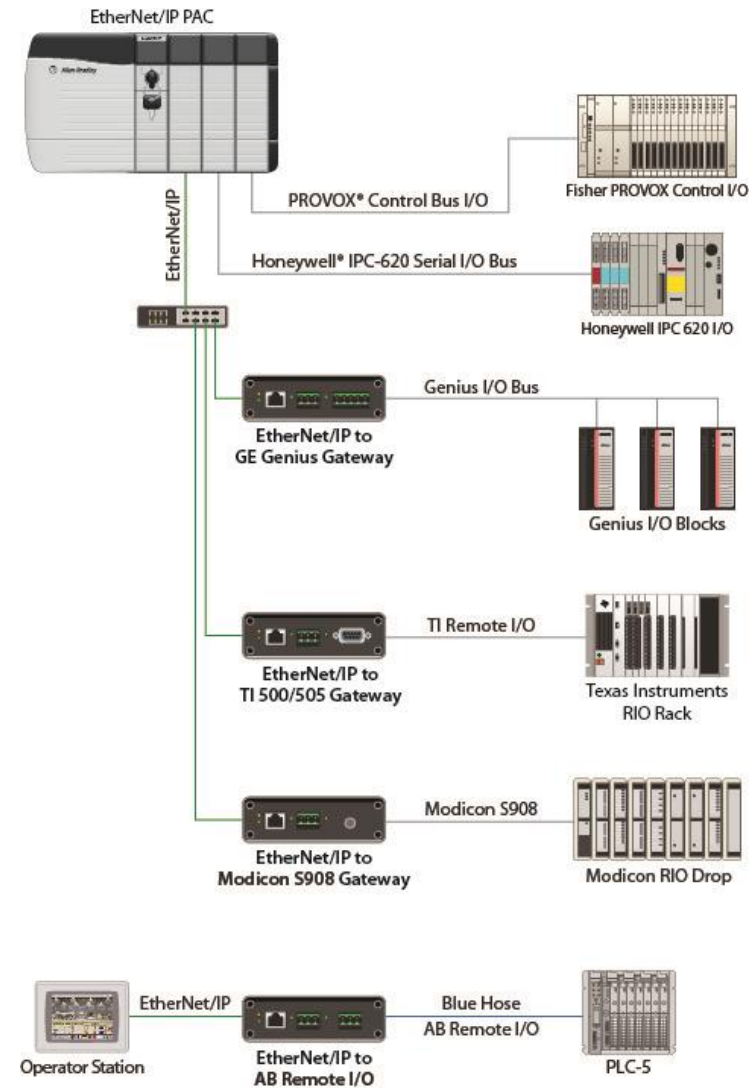 EtherNet/IP PAC
Allen-Bradley
EtherNet/IP
PROVOX® Control Bus I/O
Fisher PROVOX Control I/O
Honeywell® IPC-620 Serial I/O Bus
Honeywell IPC 620 I/O
EtherNet/IP to
GE Genius Gateway
Genius I/O Bus
Genius I/O Blocks
EtherNet/IP to
TI 500/505 Gateway
TI Remote I/O
Texas Instruments
RIO Rack
EtherNet/IP to
Modicon S908 Gateway
Modicon S908
Modicon RIO Drop
Operator Station
EtherNet/IP
EtherNet/IP to
AB Remote I/O
Blue Hose
AB Remote I/O
PLC-5